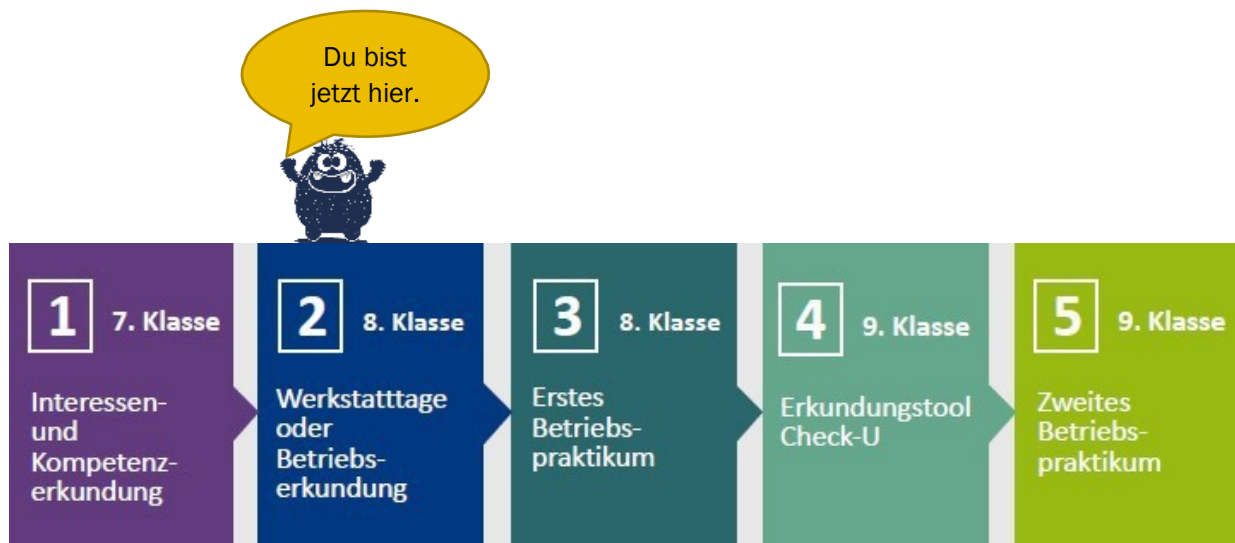 Du bist
jetzt hier.
1 7. Klasse
Interessen-
und
Kompetenz-
erkundung
2 8. Klasse
Werkstatttage
oder
Betriebs-
erkundung
3 8. Klasse
Erstes
Betriebs-
praktikum
4 9. Klasse
Erkundungstool
Check-U
5 9. Klasse
Zweites
Betriebs-
praktikum